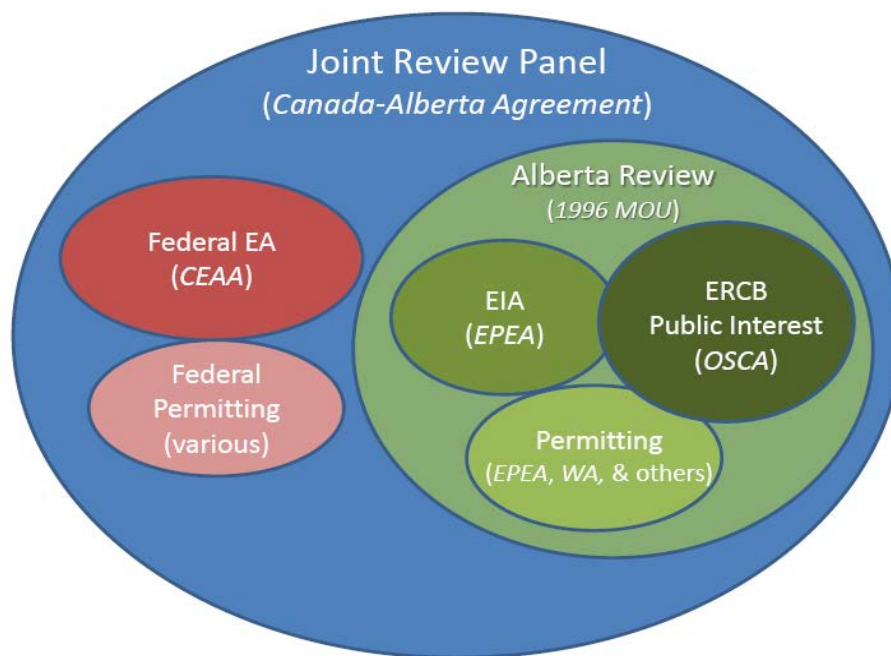 Joint Review Panel
(Canada-Alberta Agreement)
Alberta Review
(1996 MOU)
Federal EA
(CEAA)
EIA
(EPEA)
ERCB
Public Interest
(OSCA)
Federal
Permitting
(various)
Permitting
(EPEA, WA, & others)